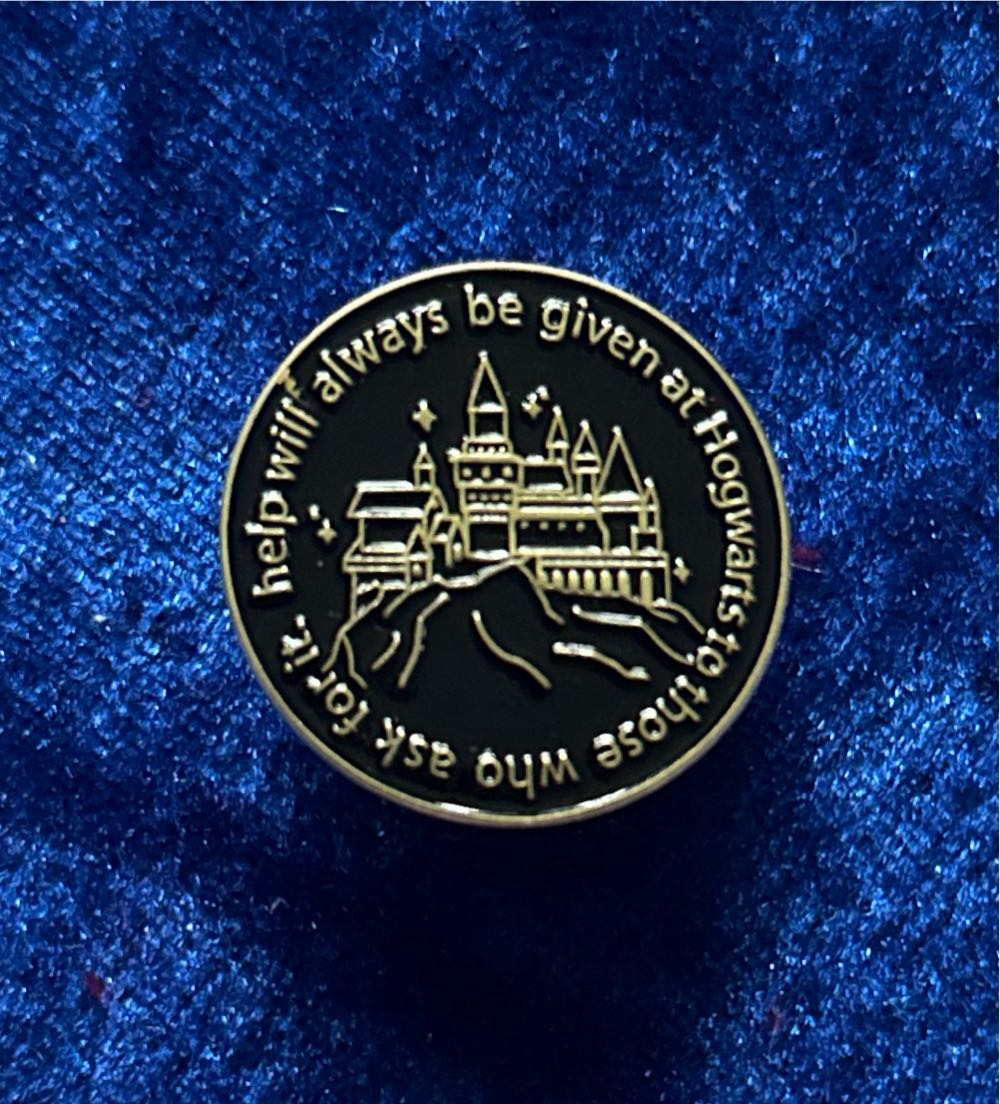 help will always be given at Hogwarts to those who ask for it.